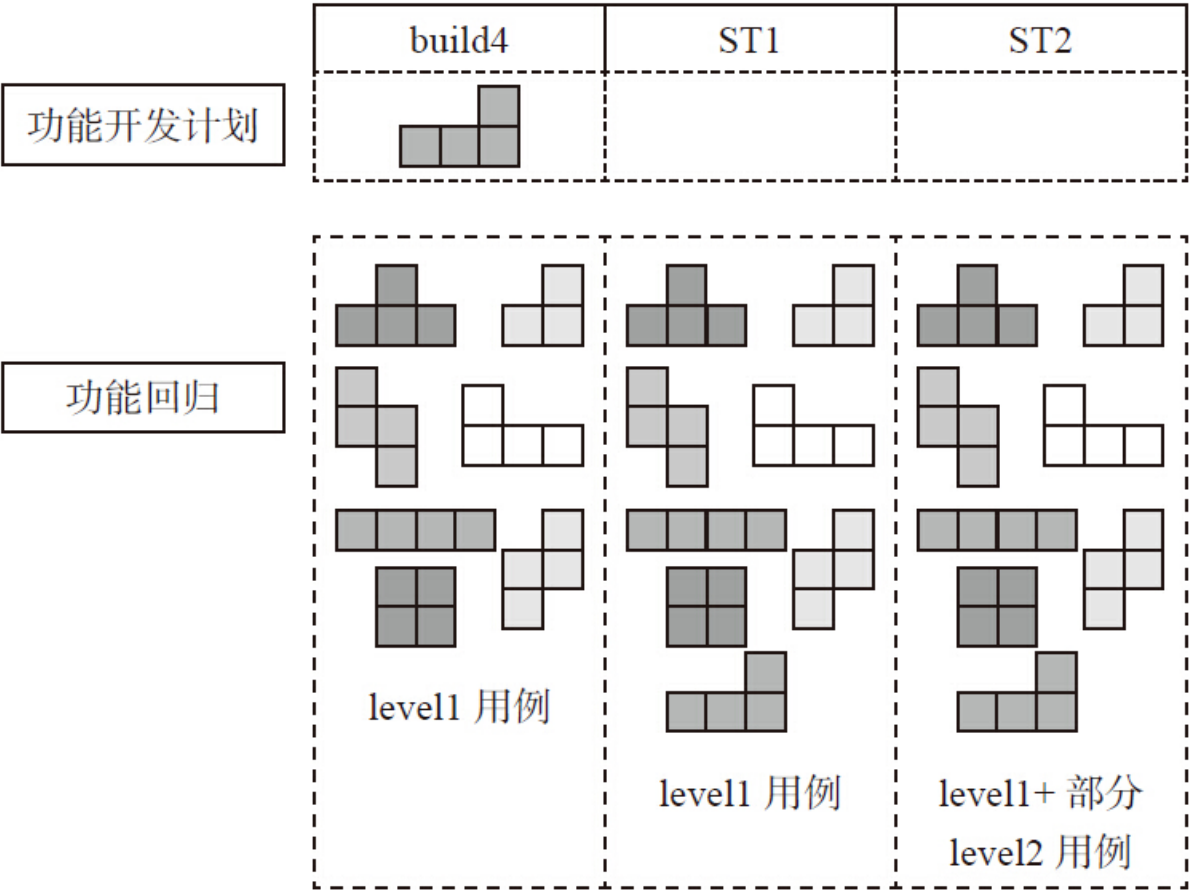 build4
ST1
ST2
功能开发计划
功能回归
level1 用例
level1 用例
level1+ 部分
level2 用例